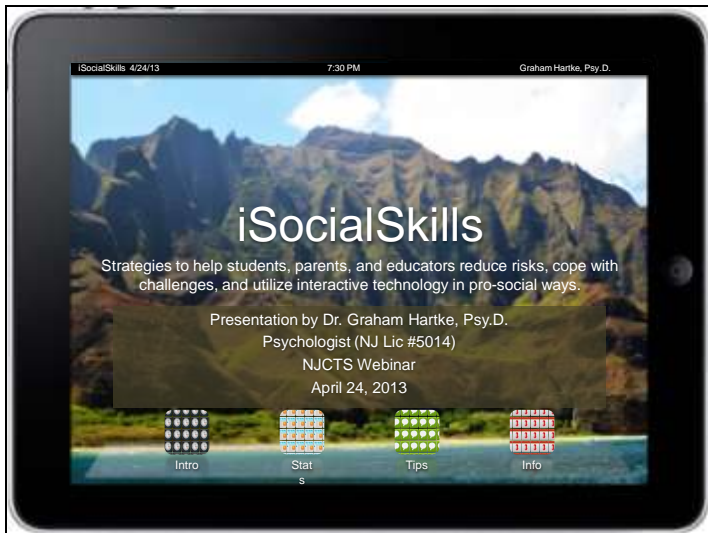 iSocialSkills 4/24/13 7:30 PM Graham Hartke, Psy.D.
iSocialSkills
Strategies to help students, parents, and educators reduce risks, cope with
challenges, and utilize interactive technology in pro-social ways.
Presentation by Dr. Graham Hartke, Psy.D.
Psychologist (NJ Lic #5014)
NJCTS Webinar
April 24, 2013
Intro Stat Tips Info
s